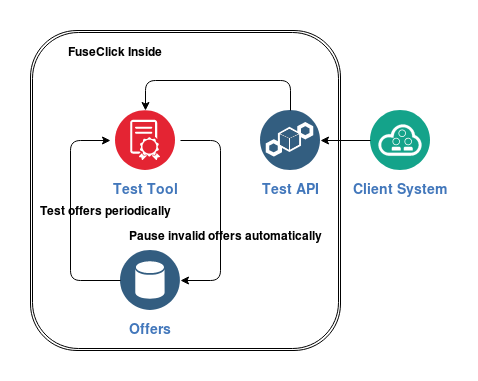 FuseClick Inside
Test Tool
Test API
Client System
Test offers periodically
Pause invalid offers automatically
Offers